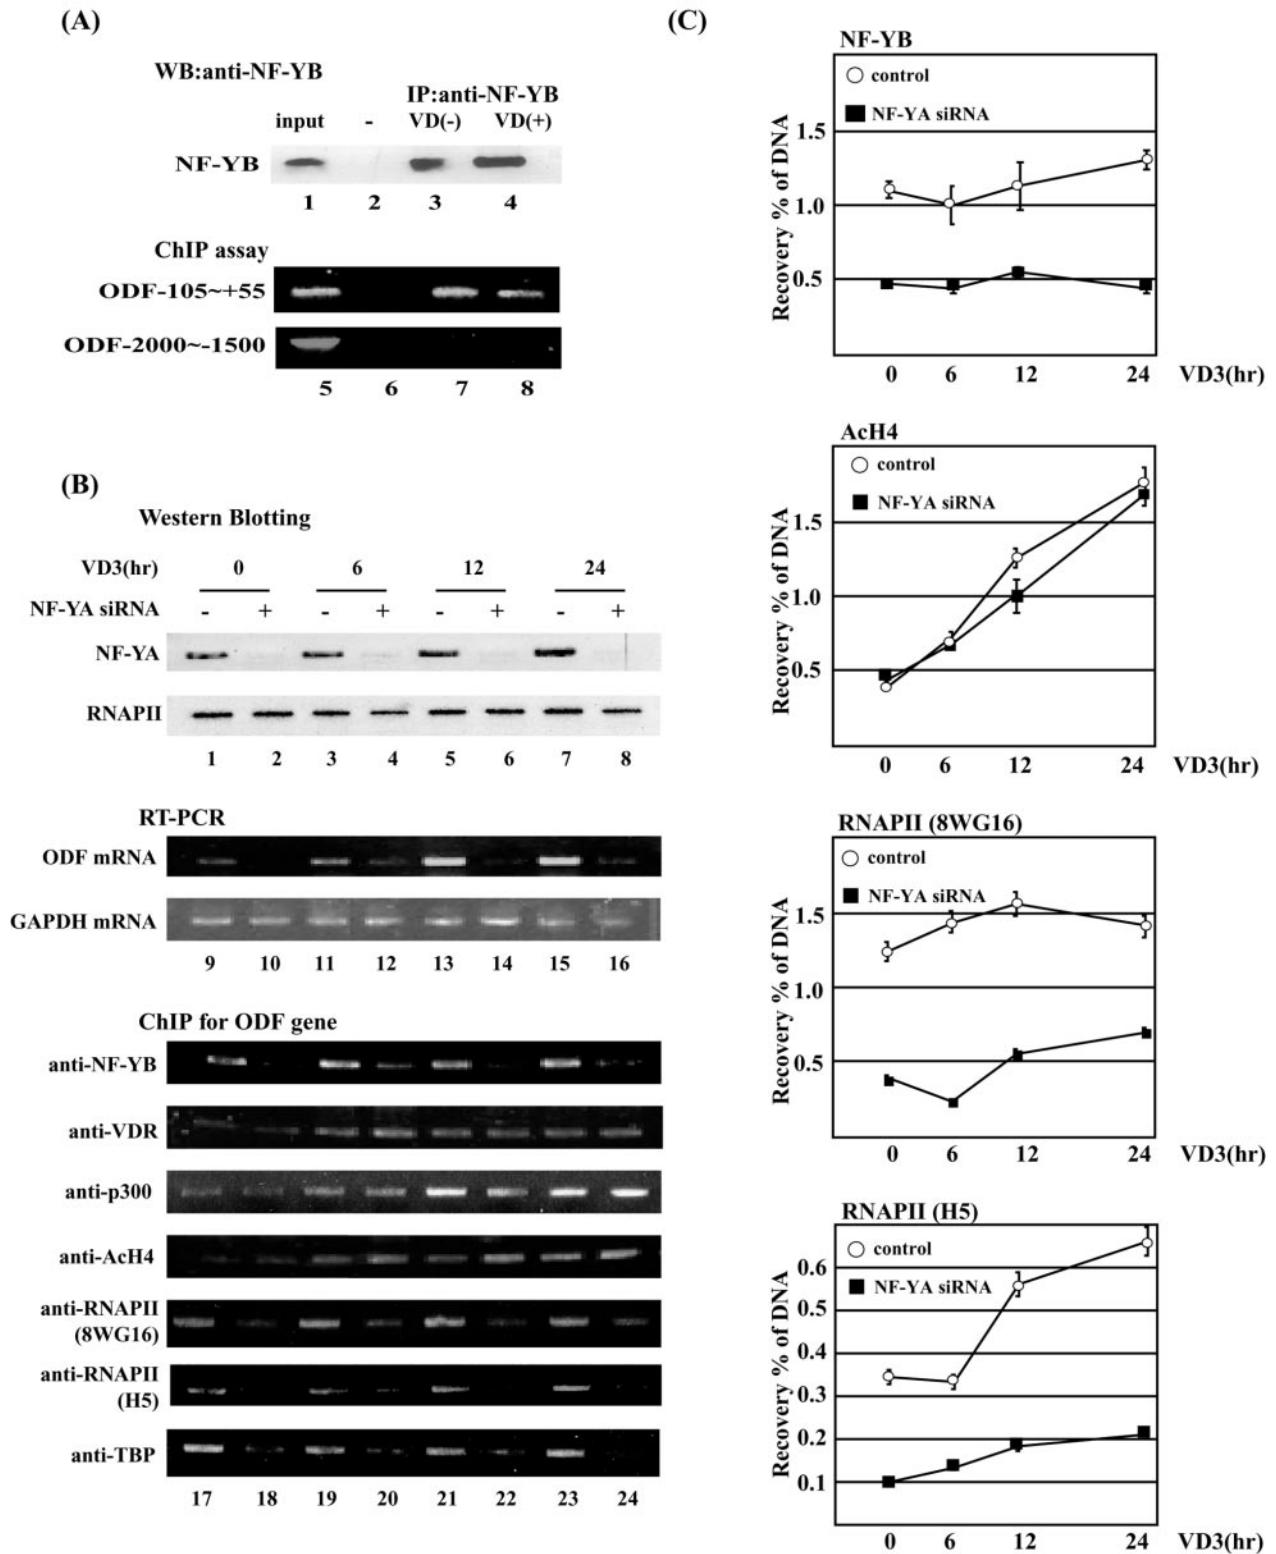 (A)
WB:anti-NF-YB
IP:anti-NF-YB
input - VD(-) VD(+)
NF-YB
1 2 3 4
ChIP assay
ODF-105~+55
ODF-2000~-1500
5 6 7 8
(B)
Western Blotting
VD3(hr) 0 6 12 24
NF-YA siRNA - + - + - + - +
NF-YA
RNAPII
1 2 3 4 5 6 7 8
RT-PCR
ODF mRNA
GAPDH mRNA
9 10 11 12 13 14 15 16
ChIP for ODF gene
anti-NF-YB
anti-VDR
anti-p300
anti-AcH4
anti-RNAPII
(8WG16)
anti-RNAPII
(H5)
anti-TBP
17 18 19 20 21 22 23 24
(C)
NF-YB
control
NF-YA siRNA
Recovery % of DNA
1.5
1.0
0.5
0 6 12 24 VD3(hr)
AcH4
control
NF-YA siRNA
Recovery % of DNA
1.5
1.0
0.5
0 6 12 24 VD3(hr)
RNAPII (8WG16)
control
NF-YA siRNA
Recovery % of DNA
1.5
1.0
0.5
0 6 12 24 VD3(hr)
RNAPII (H5)
control
NF-YA siRNA
Recovery % of DNA
0.6
0.5
0.4
0.3
0.2
0.1
0 6 12 24 VD3(hr)